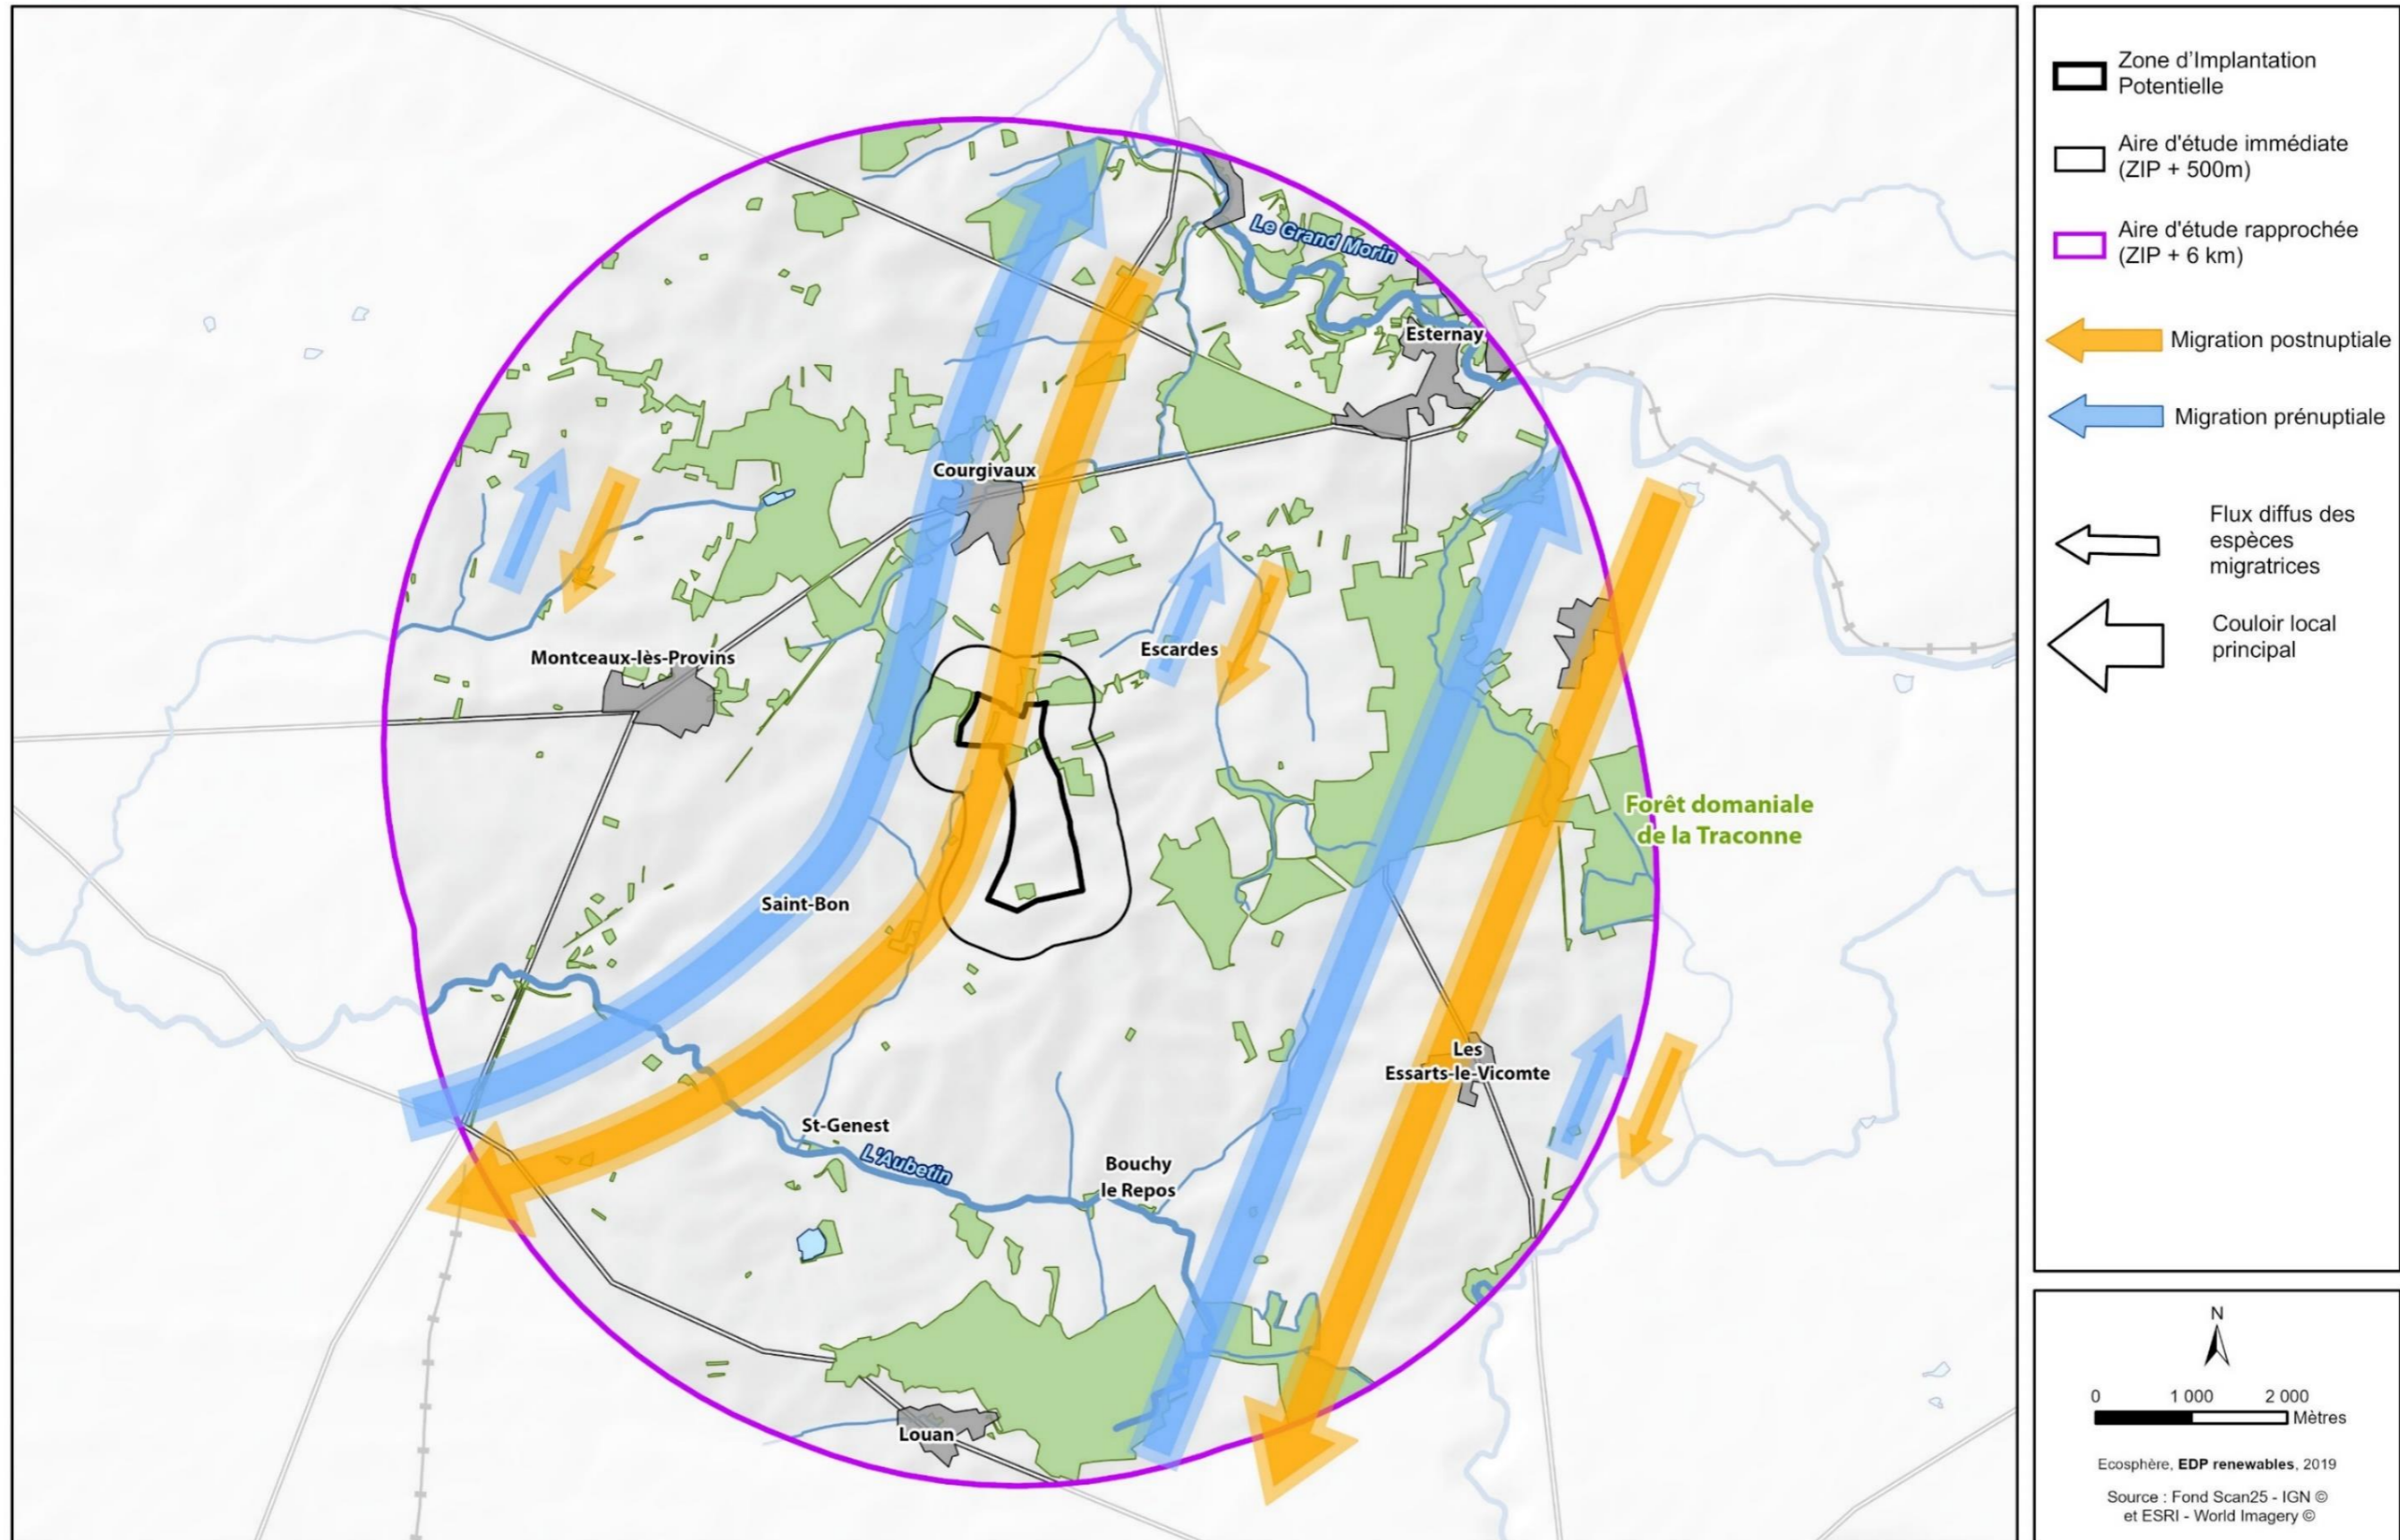 Le Grand Morin
Esternay
Courgivaux
Escardes
Montceaux-lès-Provins
Forêt domaniale
de la Traconne
Saint-Bon
Les
Essarts-le-Vicomte
St-Genest
L'Aubetin
Bouchy
le Repos
Louan
Zone d'Implantation
Potentielle
Aire d'étude immédiate
(ZIP + 500m)
Aire d'étude rapprochée
(ZIP + 6 km)
Migration postnuptiale
Migration prénuptiale
Flux diffus des
espèces
migratrices
Couloir local
principal
N
0 1 000 2 000
Mètres
Ecosphère, EDP renewables, 2019
Source : Fond Scan25 - IGN ©
et ESRI - World Imagery ©